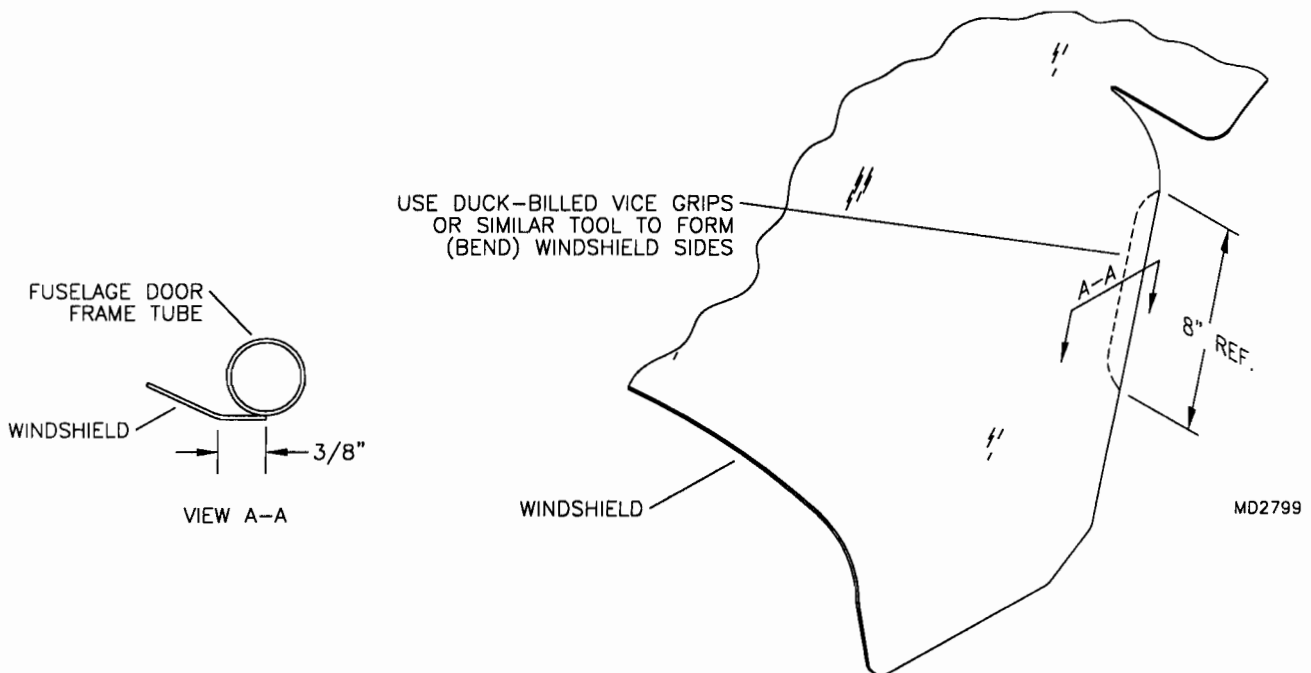 USE DUCK-BILLED VICE GRIPS
OR SIMILAR TOOL TO FORM
(BEND) WINDSHIELD SIDES
A-A
8" REF.
FUSELAGE DOOR
FRAME TUBE
WINDSHIELD
3/8"
VIEW A-A
WINDSHIELD
MD2799